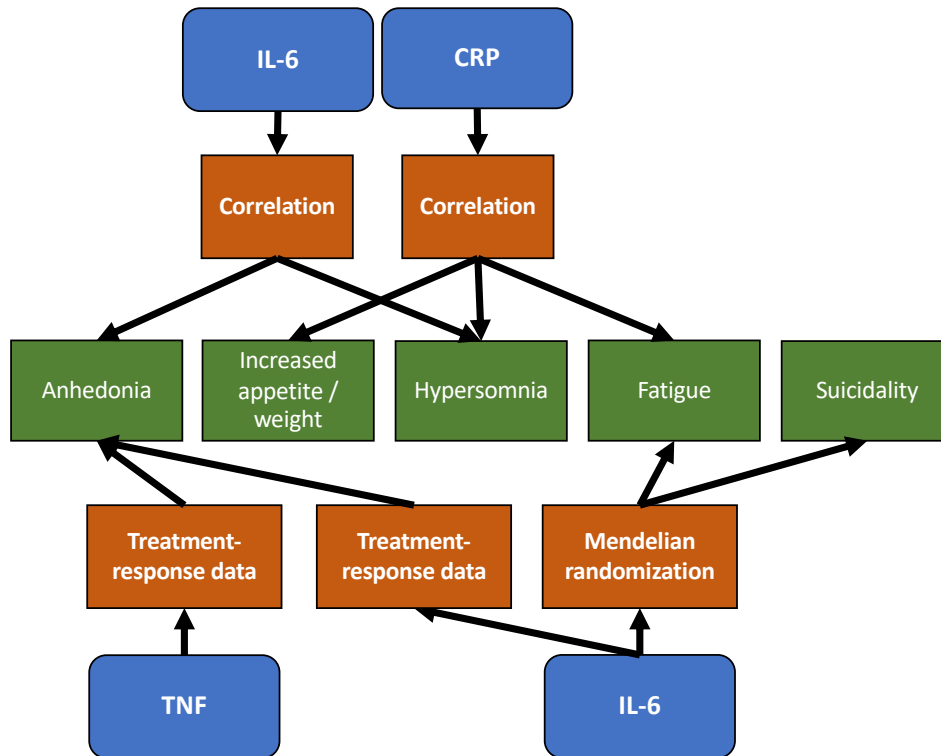 IL-6
CRP
Correlation
Correlation
Anhedonia
Increased
appetite /
weight
Hypersomnia
Fatigue
Suicidality
Treatment-
response data
Treatment-
response data
Mendelian
randomization
TNF
IL-6